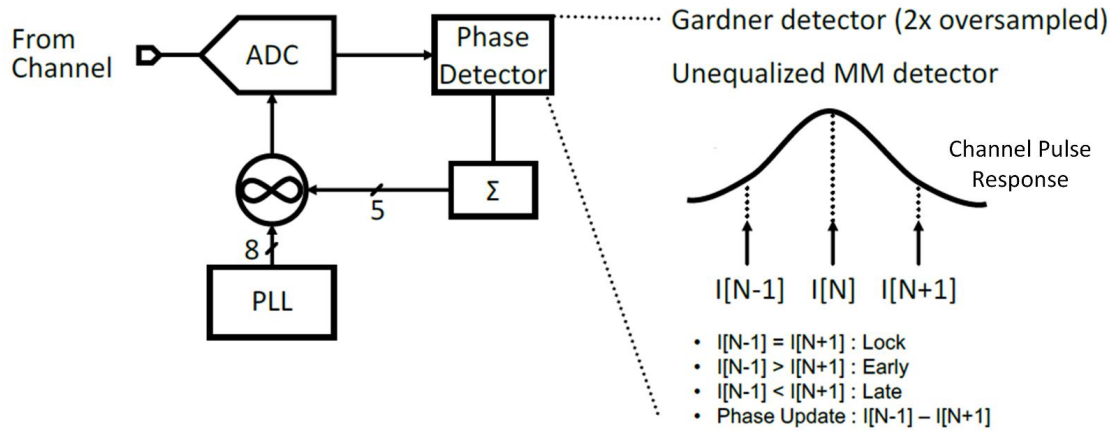 From
Channel
ADC
Phase
Detector
Σ
5
8
PLL
Gardner detector (2x oversampled)
Unequalized MM detector
Channel Pulse
Response
I[N-1] I[N] I[N+1]
• I[N-1] = I[N+1] : Lock
• I[N-1] > I[N+1] : Early
• I[N-1] < I[N+1] : Late
• Phase Update : I[N-1] – I[N+1]